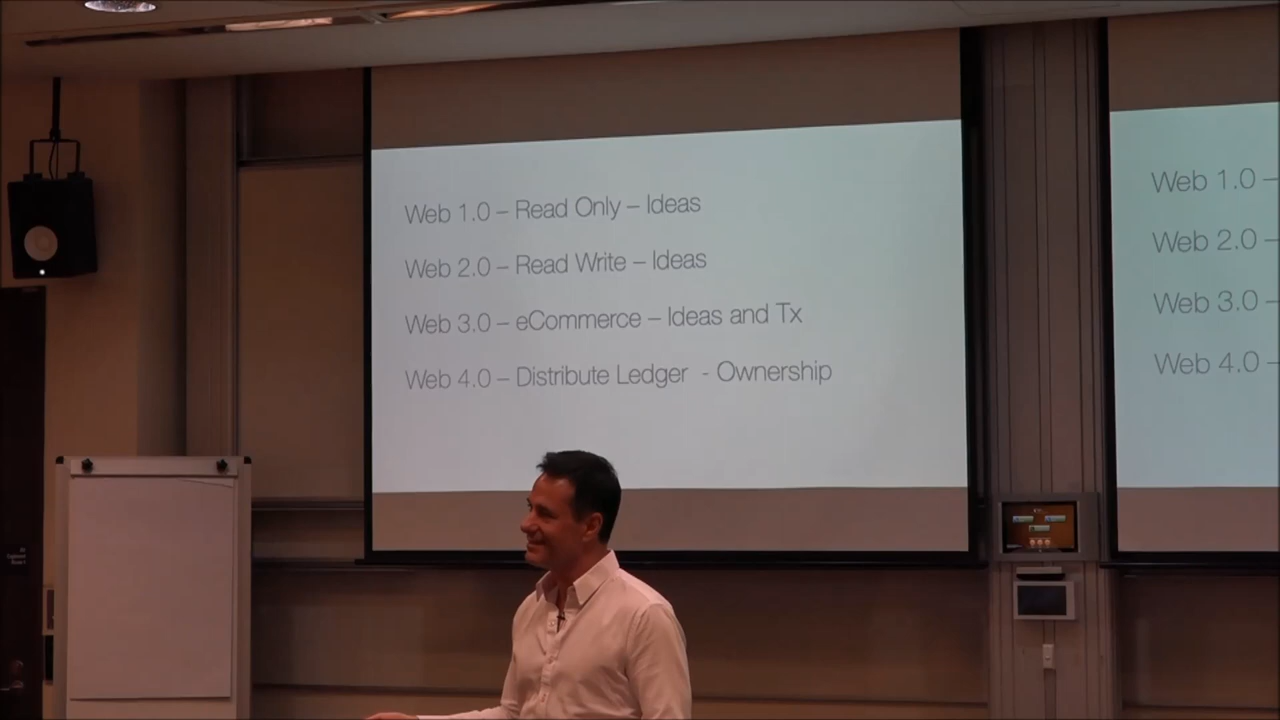 Web 1.0 – Read Only – Ideas
Web 2.0 – Read Write – Ideas
Web 3.0 – eCommerce – Ideas and Tx
Web 4.0 – Distribute Ledger - Ownership
Web 1.0 –
Web 2.0 –
Web 3.0 –
Web 4.0 –